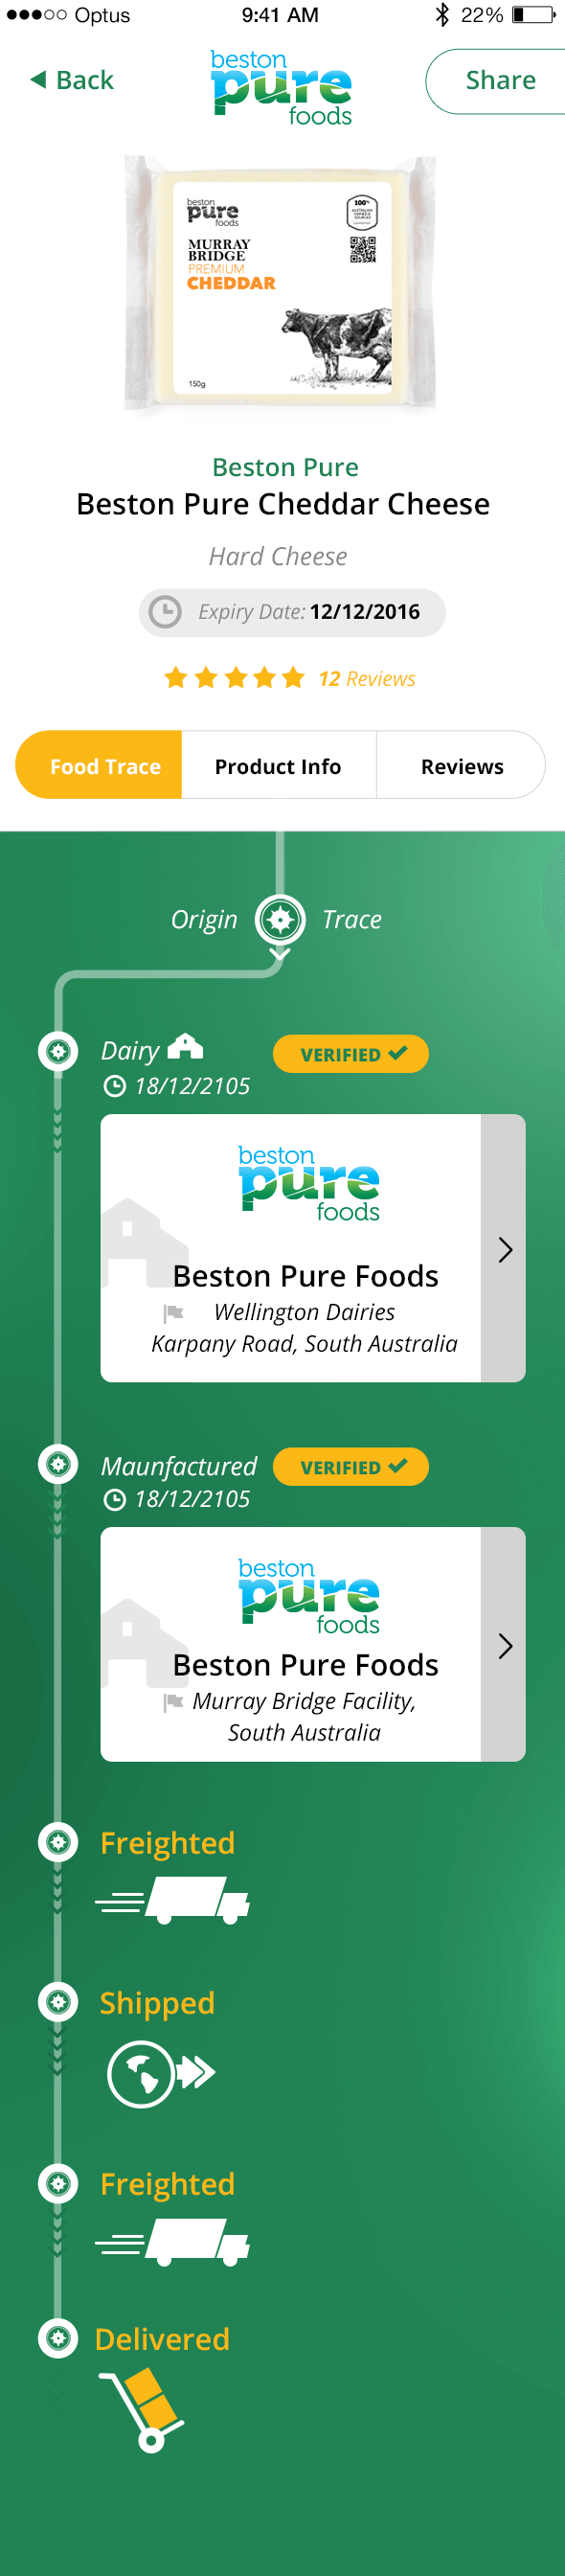 Optus
9:41 AM
22%
Back
beston
pure
foods
Share
beston
pure
foods
100%
AUSTRALIAN
MURRAY
BRIDGE
PREMIUM
CHEDDAR
150g
Beston Pure
Beston Pure Cheddar Cheese
Hard Cheese
Expiry Date: 12/12/2016
12 Reviews
Food Trace
Product Info
Reviews
Origin
Trace
Dairy
VERIFIED
18/12/2105
beston
pure
foods
Beston Pure Foods
Wellington Dairies
Karpany Road, South Australia
Maunfactured
VERIFIED
18/12/2105
beston
pure
foods
Beston Pure Foods
Murray Bridge Facility,
South Australia
Freighted
Shipped
Freighted
Delivered